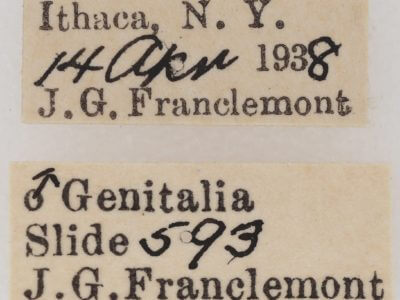 Ithaca, N. Y.
14 Apr 1938
J.G. Franclemont
♂ Genitalia
Slide 593
J.G. Franclemont